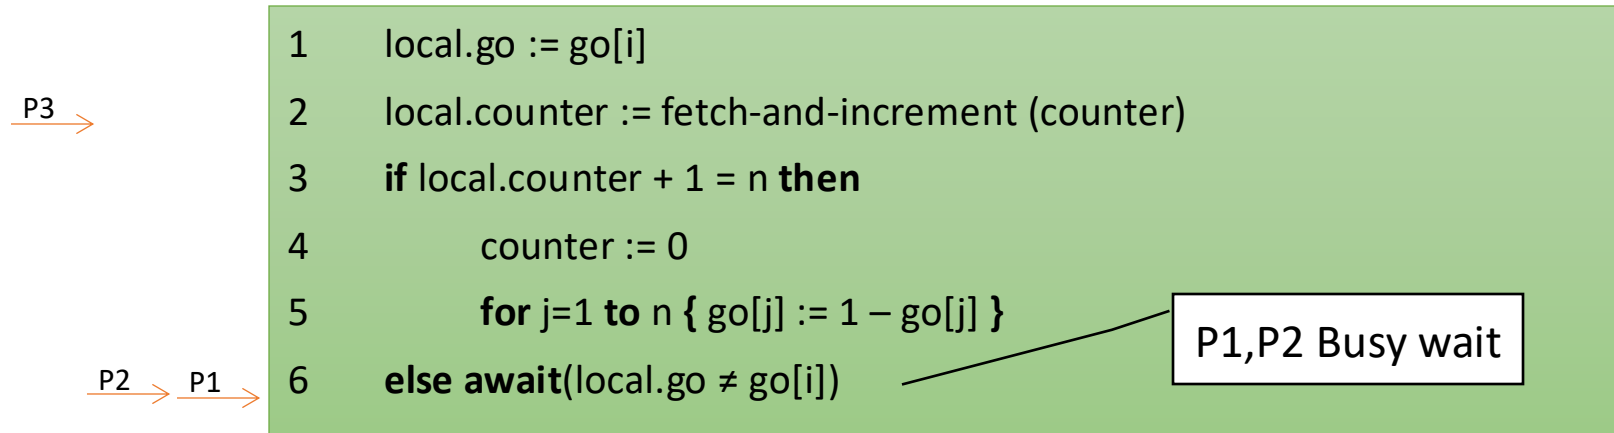 1 local.go := go[i]
P3
2 local.counter := fetch-and-increment (counter)
3 if local.counter + 1 = n then
4 counter := 0
5 for j=1 to n { go[j] := 1 – go[j] }
P1,P2 Busy wait
P2 P1
6 else await(local.go ≠ go[i])